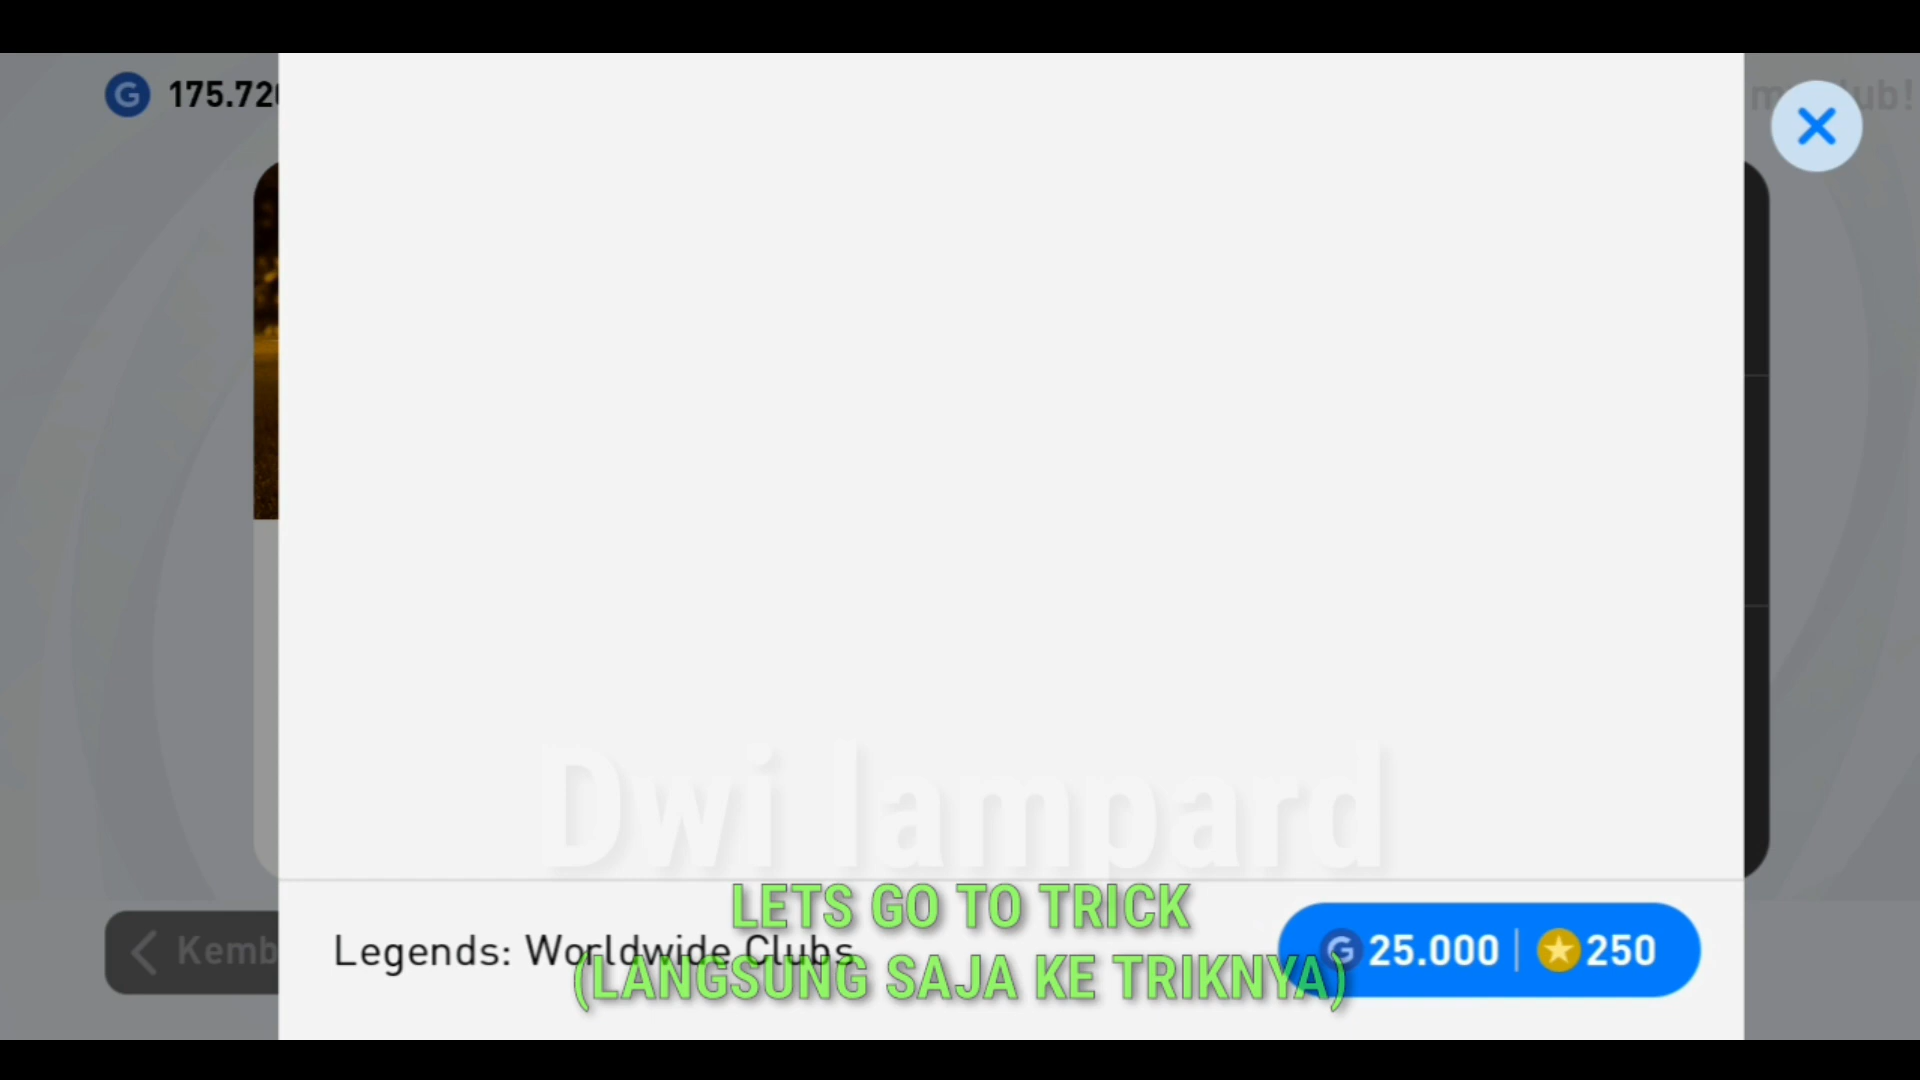 G 175.72
m lub!
Dwi lampard
LETS GO TO TRICK
Kemb
Legends: Worldwide Clubs
G 25.000 | 250
(LANGSUNG SAJA KE TRIKNYA)